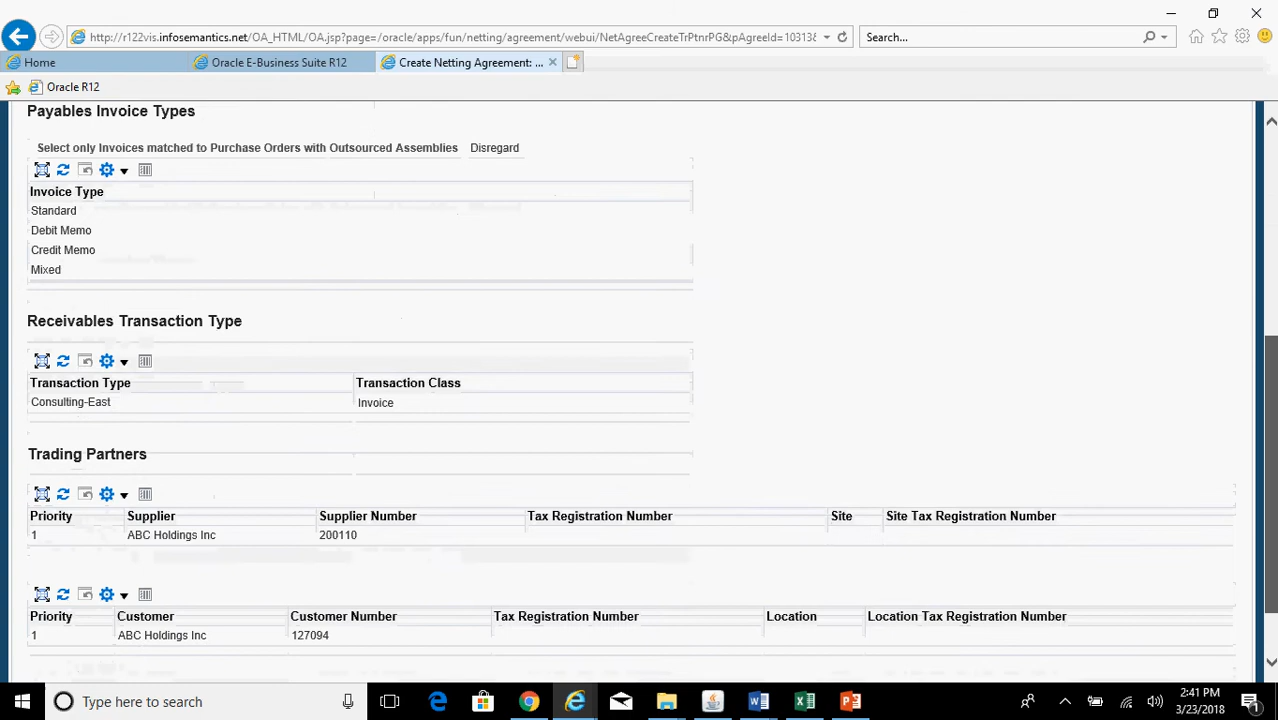 http://r122vis.infosemantics.net/OA_HTML/OA.jsp?page=/oracle/apps/fun/netting/agreement/webui/NetAgreeCreateTrPtnrPG&pAgreeId=10313& Search...
Home Oracle E-Business Suite R12 Create Netting Agreement: ...
Oracle R12
Payables Invoice Types
Select only Invoices matched to Purchase Orders with Outsourced Assemblies Disregard
Invoice Type
Standard
Debit Memo
Credit Memo
Mixed
Receivables Transaction Type
Transaction Type Transaction Class
Consulting-East Invoice
Trading Partners
Priority Supplier Supplier Number Tax Registration Number Site Site Tax Registration Number
1 ABC Holdings Inc 200110
Priority Customer Customer Number Tax Registration Number Location Location Tax Registration Number
1 ABC Holdings Inc 127094
Type here to search
2:41 PM
3/23/2018